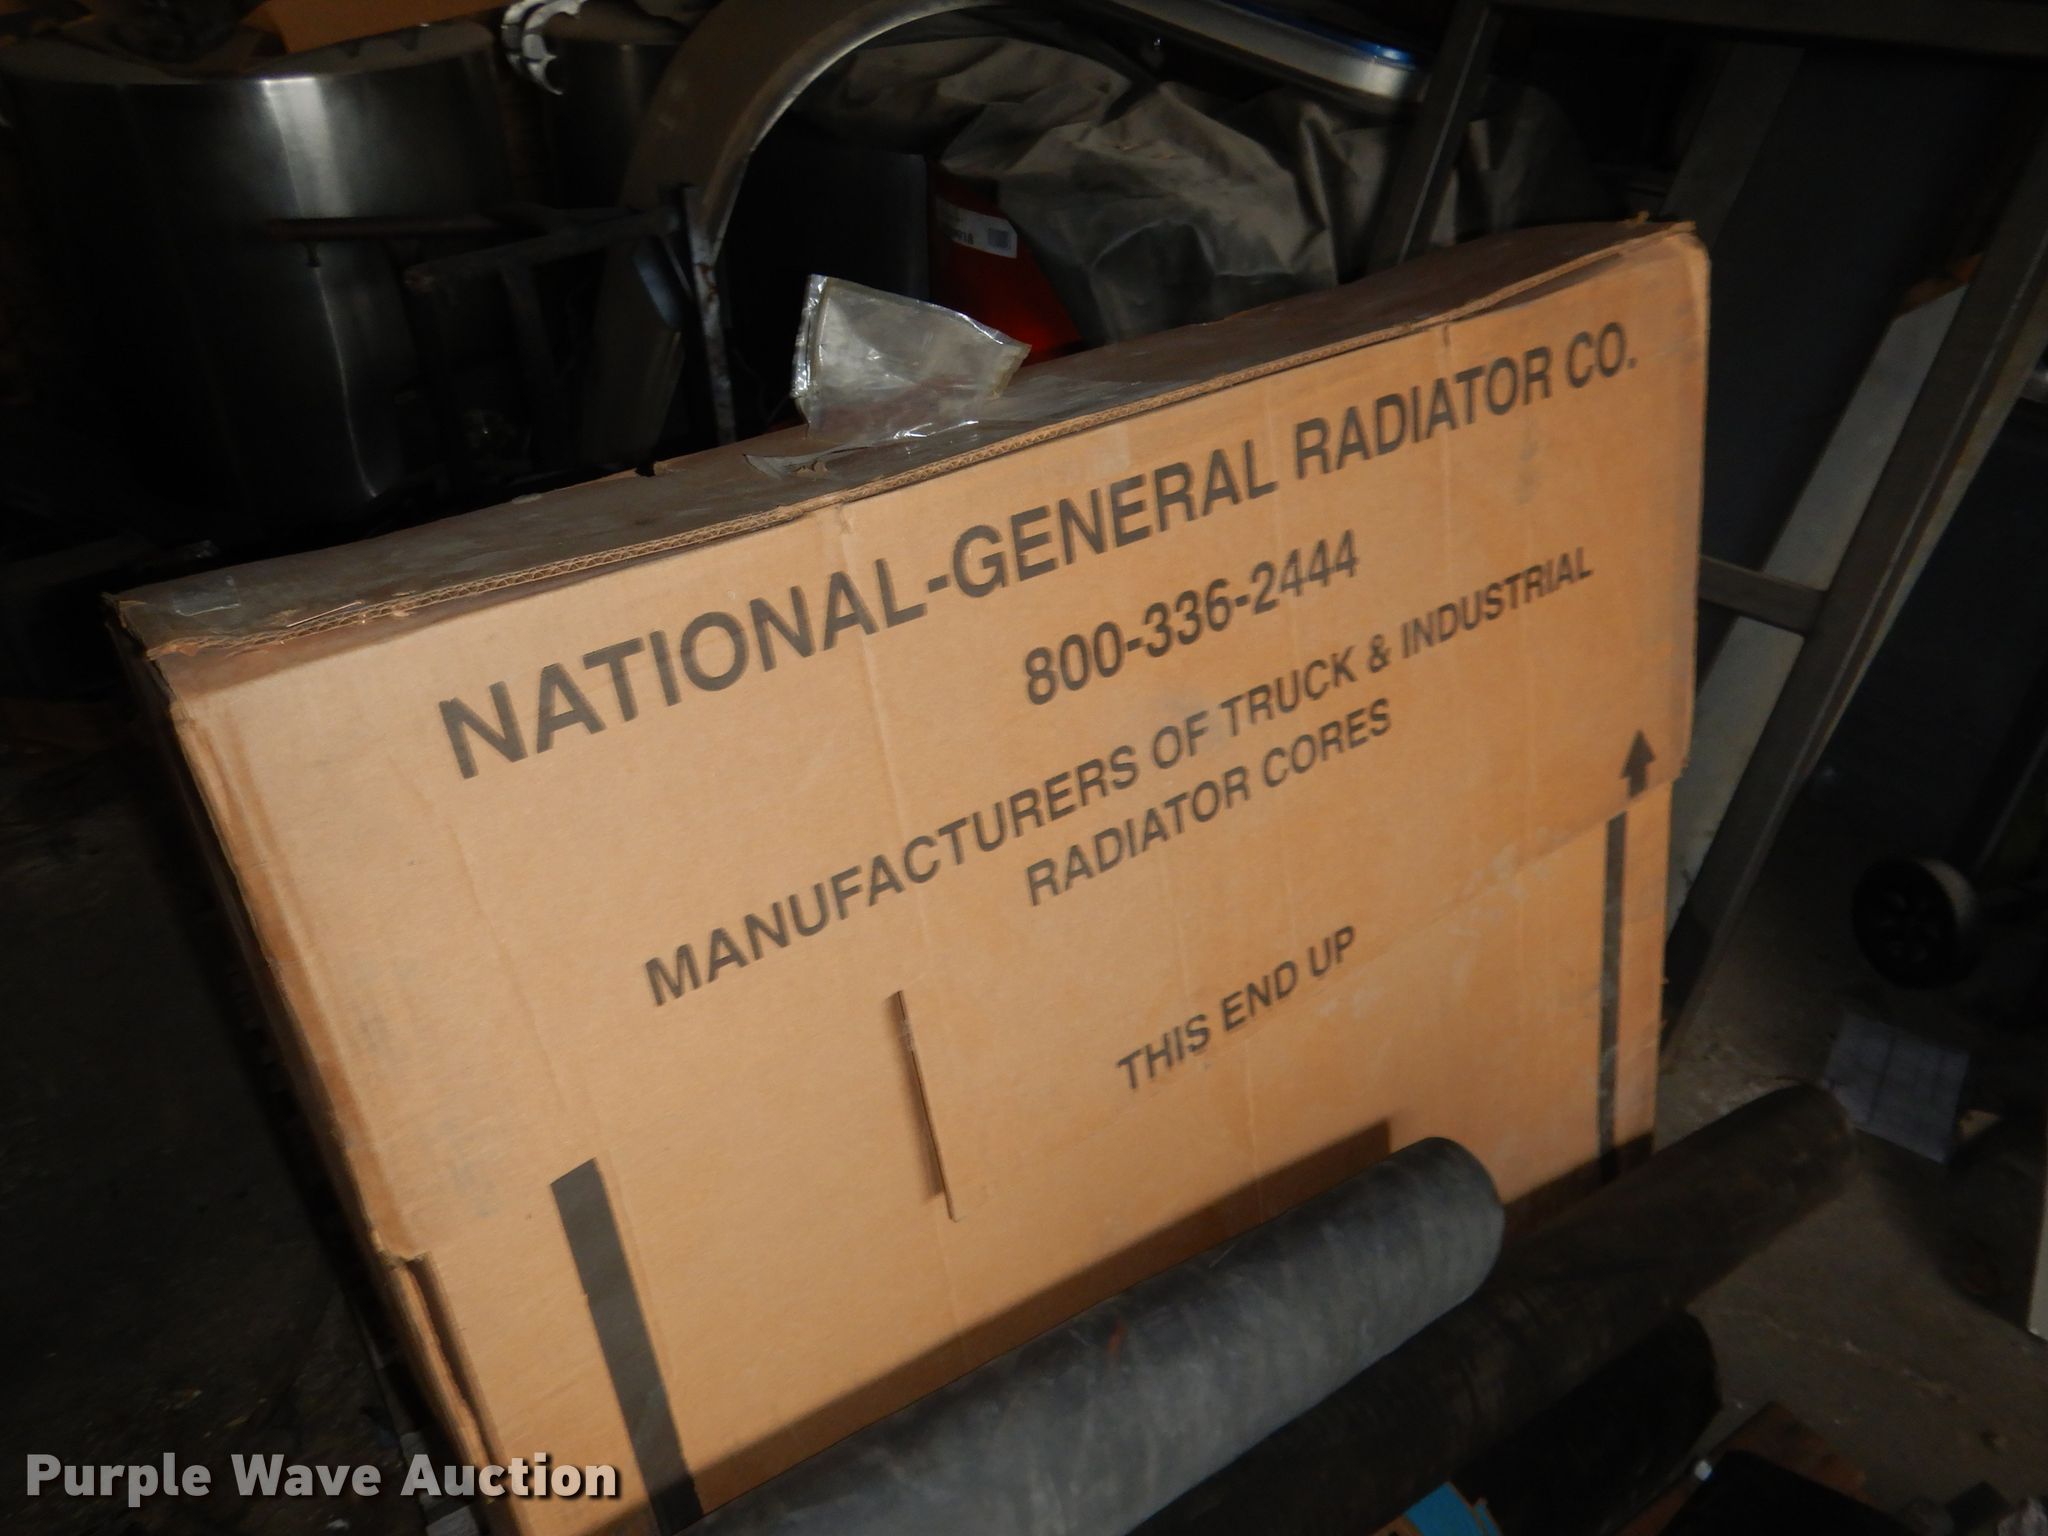 NATIONAL-GENERAL RADIATOR CO.
800-336-2444
MANUFACTURERS OF TRUCK & INDUSTRIAL
RADIATOR CORES
THIS END UP
Purple Wave Auction